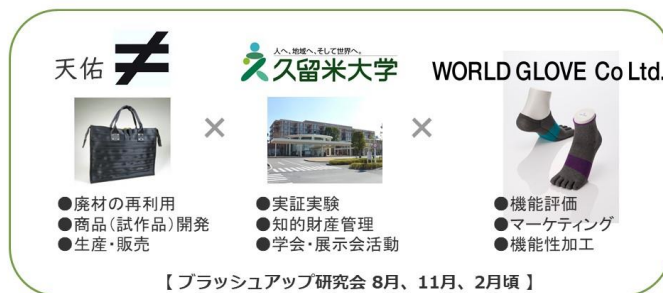 天佑 ≠
人へ、地域へ、そして世界へ。
久留米大学
WORLD GLOVE Co Ltd.
×
×
●廃材の再利用
●商品(試作品)開発
●生産・販売
●実証実験
●知的財産管理
●学会・展示会活動
●機能評価
●マーケティング
●機能性加工
【 ブラッシュアップ研究会 8月、11月、2月頃 】